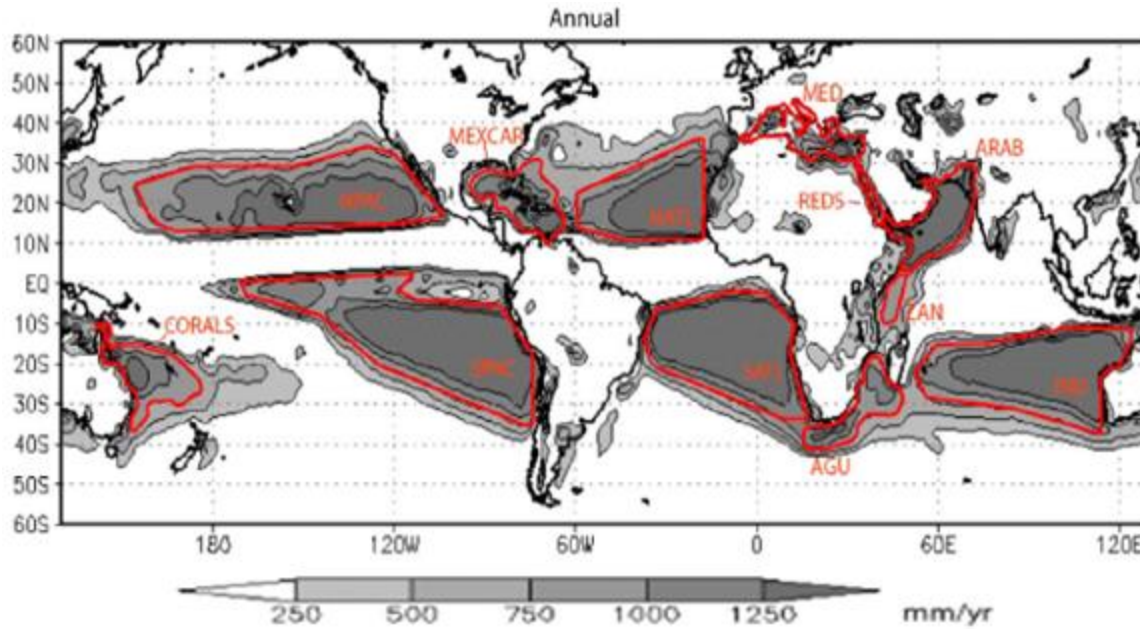 Annual
60N
50N
40N
30N
20N
10N
EQ
10S
20S
30S
40S
50S
60S
MED
MEXCAR
ARAB
REDS
NPAC
NATL
ZAN
CORALS
SPAC
SATL
AGU
180
120W
60W
0
60E
120E
250
500
750
1000
1250
mm/yr